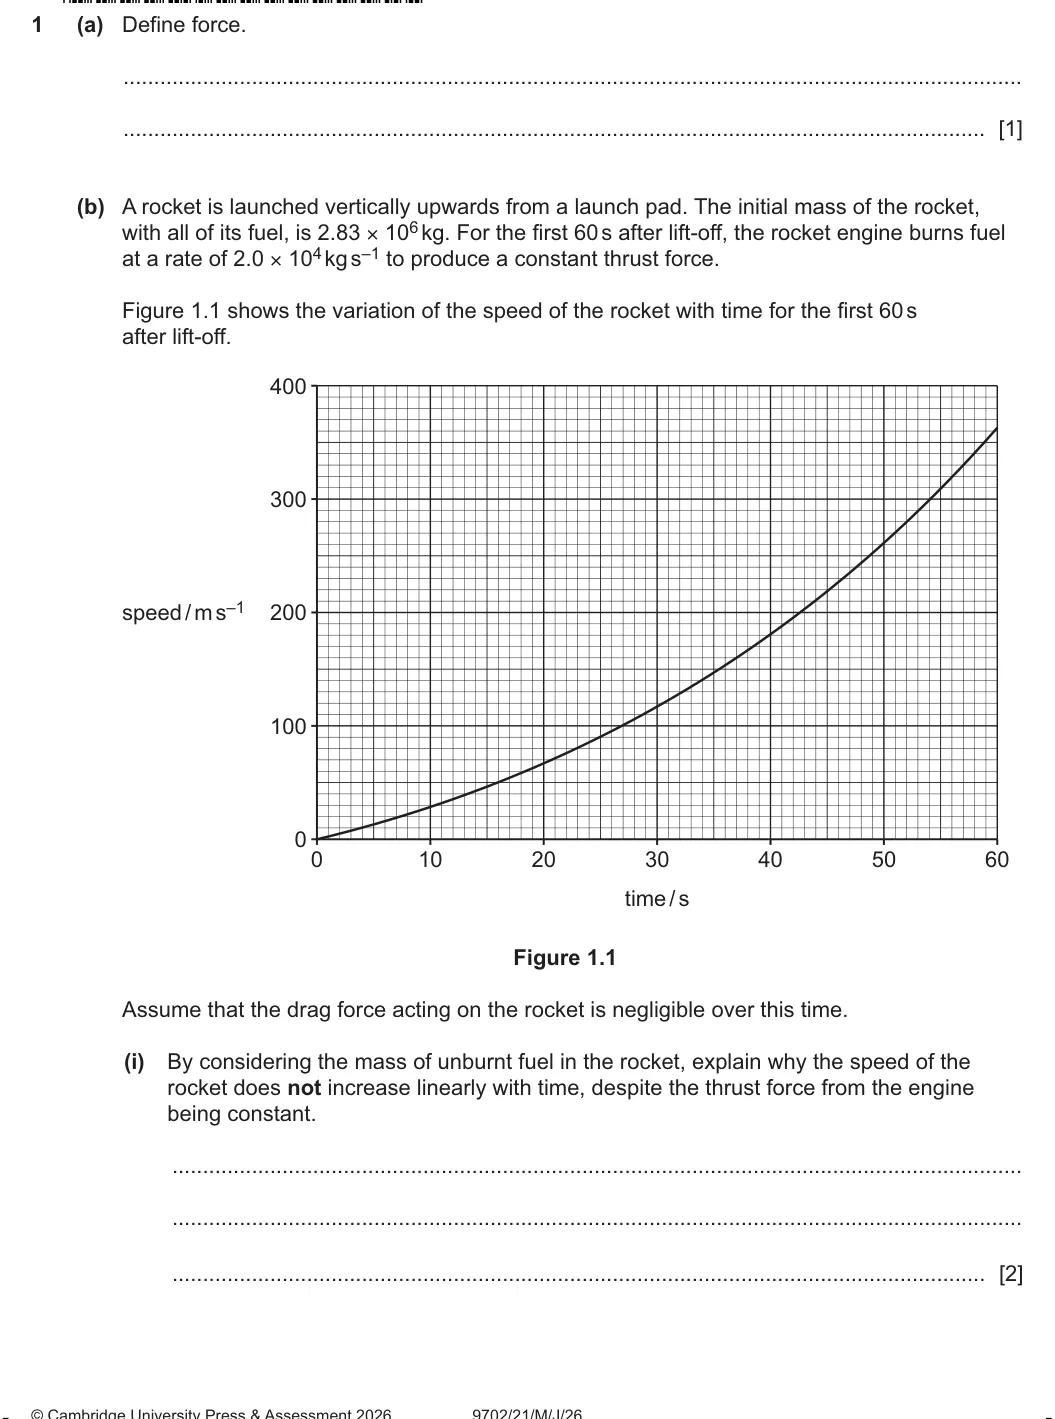 1 (a) Define force.
.......................................................................................................................................................
................................................................................................................................................. [1]
(b) A rocket is launched vertically upwards from a launch pad. The initial mass of the rocket,
with all of its fuel, is 2.83 × 10⁶ kg. For the first 60 s after lift-off, the rocket engine burns fuel
at a rate of 2.0 × 10⁴ kg s⁻¹ to produce a constant thrust force.
Figure 1.1 shows the variation of the speed of the rocket with time for the first 60 s
after lift-off.
400
300
speed / m s⁻¹ 200
100
0
0 10 20 30 40 50 60
time / s
Figure 1.1
Assume that the drag force acting on the rocket is negligible over this time.
(i) By considering the mass of unburnt fuel in the rocket, explain why the speed of the
rocket does not increase linearly with time, despite the thrust force from the engine
being constant.
...............................................................................................................................................
...............................................................................................................................................
......................................................................................................................................... [2]
© Cambridge University Press & Assessment 2026 9702/21/M/J/26